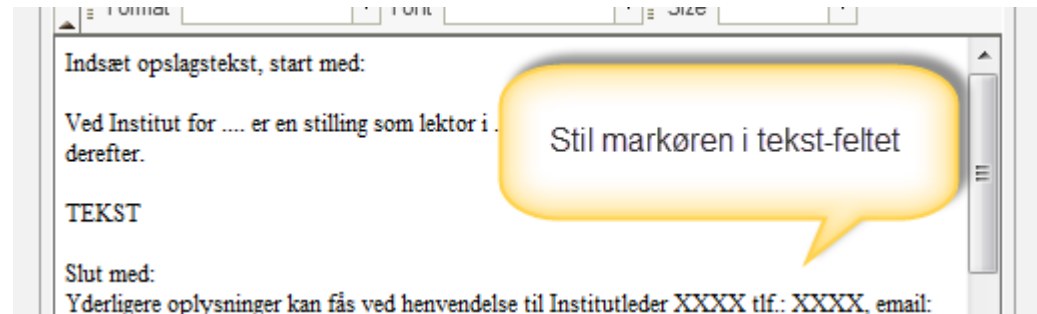 Format Font Size
Indsæt opslagstekst, start med:
Ved Institut for .... er en stilling som lektor i .
derefter.
Stil markøren i tekst-feltet
TEKST
Slut med:
Yderligere oplysninger kan fås ved henvendelse til Institutleder XXXX tlf.: XXXX, email: